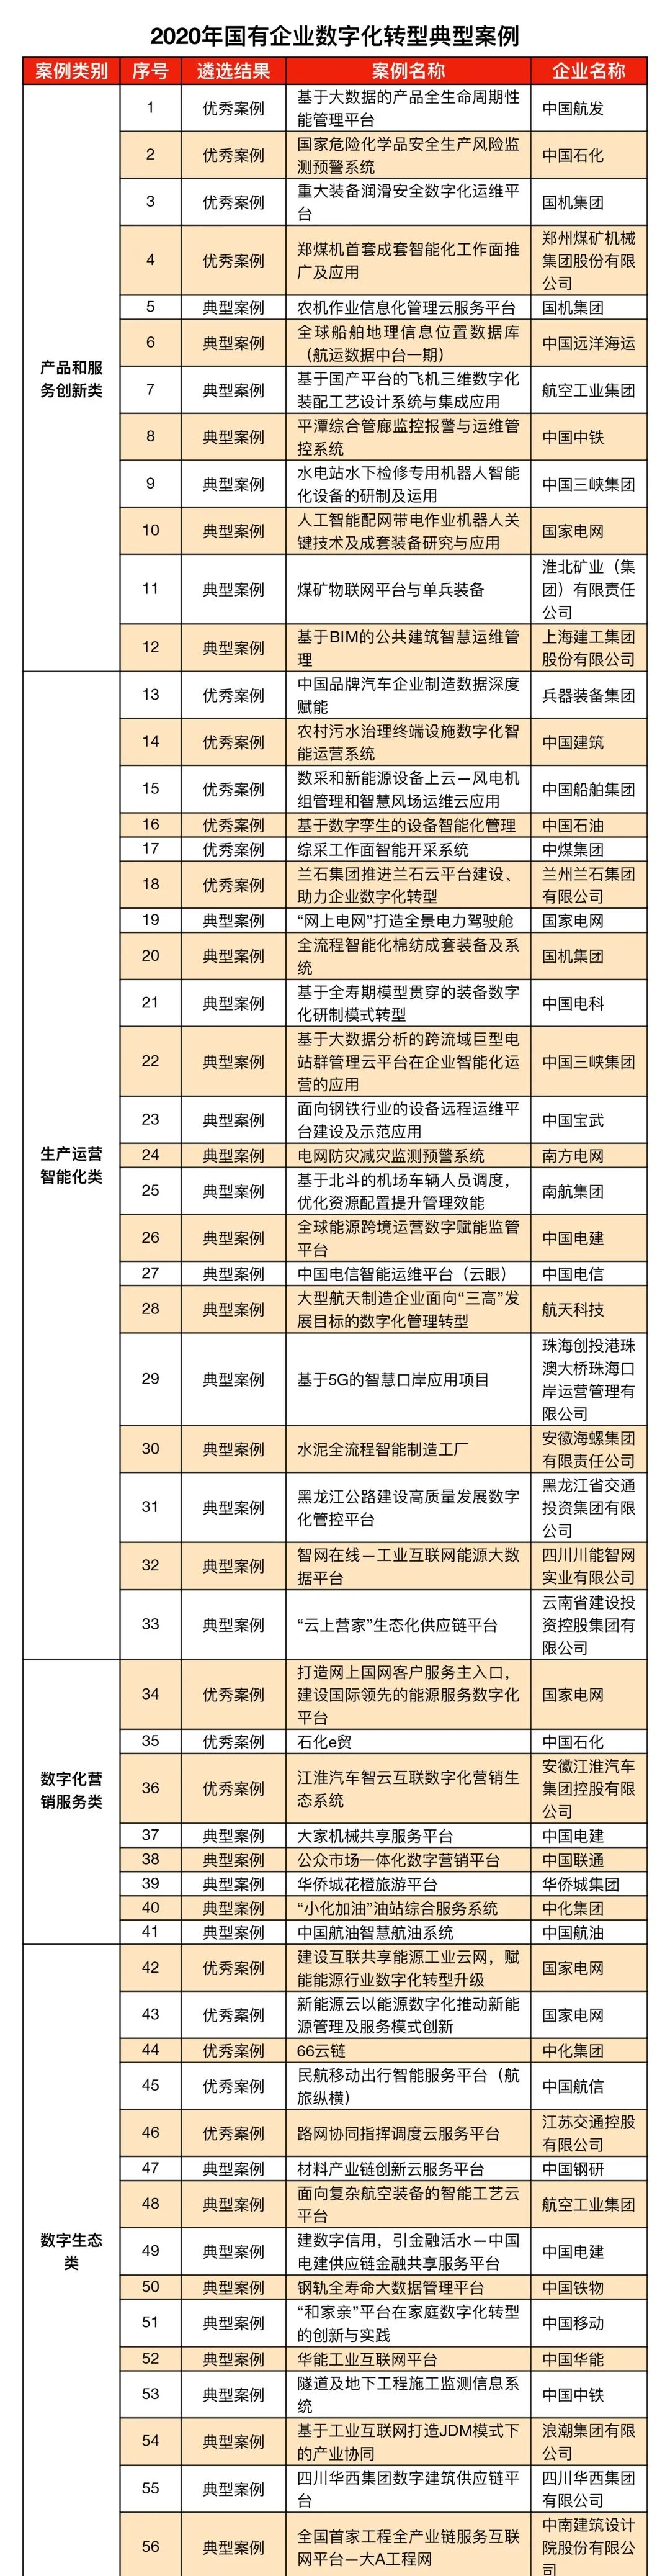 2020年国有企业数字化转型典型案例
案例类别 序号 遴选结果 案例名称 企业名称
产品和服
务创新类
1 优秀案例 基于大数据的产品全生命周期性
能管理平台 中国航发
2 优秀案例 国家危险化学品安全生产风险监
测预警系统 中国石化
3 优秀案例 重大装备润滑安全数字化运维平
台 国机集团
4 优秀案例 郑煤机首套成套智能化工作面推
广及应用 郑州煤矿机械
集团股份有限
公司
5 典型案例 农机作业信息化管理云服务平台 国机集团
6 典型案例 全球船舶地理信息位置数据库
（航运数据中台一期） 中国远洋海运
7 典型案例 基于国产平台的飞机三维数字化
装配工艺设计系统与集成应用 航空工业集团
8 典型案例 平潭综合管廊监控报警与运维管
控系统 中国中铁
9 典型案例 水电站水下检修专用机器人智能
化设备的研制及运用 中国三峡集团
10 典型案例 人工智能配网带电作业机器人关
键技术及成套装备研究与应用 国家电网
11 典型案例 煤矿物联网平台与单兵装备 淮北矿业（集
团）有限责任
公司
12 典型案例 基于BIM的公共建筑智慧运维管
理 上海建工集团
股份有限公司
生产运营
智能化类
13 优秀案例 中国品牌汽车企业制造数据深度
赋能 兵器装备集团
14 优秀案例 农村污水治理终端设施数字化智
能运营系统 中国建筑
15 优秀案例 数采和新能源设备上云—风电机
组管理和智慧风场运维云应用 中国船舶集团
16 优秀案例 基于数字孪生的设备智能化管理 中国石油
17 优秀案例 综采工作面智能开采系统 中煤集团
18 优秀案例 兰石集团推进兰石云平台建设、
助力企业数字化转型 兰州兰石集团
有限公司
19 典型案例 “网上电网”打造全景电力驾驶舱 国家电网
20 典型案例 全流程智能化棉纺成套装备及系
统 国机集团
21 典型案例 基于全寿期模型贯穿的装备数字
化研制模式转型 中国电科
22 典型案例 基于大数据分析的跨流域巨型电
站群管理云平台在企业智能化运
营的应用 中国三峡集团
23 典型案例 面向钢铁行业的设备远程运维平
台建设及示范应用 中国宝武
24 典型案例 电网防灾减灾监测预警系统 南方电网
25 典型案例 基于北斗的机场车辆人员调度，
优化资源配置提升管理效能 南航集团
26 典型案例 全球能源跨境运营数字赋能监管
平台 中国电建
27 典型案例 中国电信智能运维平台（云眼） 中国电信
28 典型案例 大型航天制造企业面向“三高”发
展目标的数字化管理转型 航天科技
29 典型案例 基于5G的智慧口岸应用项目 珠海创投港珠
澳大桥珠海口
岸运营管理有
限公司
30 典型案例 水泥全流程智能制造工厂 安徽海螺集团
有限责任公司
31 典型案例 黑龙江公路建设高质量发展数字
化管控平台 黑龙江省交通
投资集团有限
公司
32 典型案例 智网在线—工业互联网能源大数
据平台 四川川能智网
实业有限公司
33 典型案例 “云上营家”生态化供应链平台 云南省建设投
资控股集团有
限公司
数字化营
销服务类
34 优秀案例 打造网上国网客户服务主入口，
建设国际领先的能源服务数字化
平台 国家电网
35 优秀案例 石化e贸 中国石化
36 优秀案例 江淮汽车智云互联数字化营销生
态系统 安徽江淮汽车
集团控股有限
公司
37 典型案例 大家机械共享服务平台 中国电建
38 典型案例 公众市场一体化数字营销平台 中国联通
39 典型案例 华侨城花橙旅游平台 华侨城集团
40 典型案例 “小化加油”油站综合服务系统 中化集团
41 典型案例 中国航油智慧航油系统 中国航油
数字生态
类
42 优秀案例 建设互联共享能源工业云网，赋
能能源行业数字化转型升级 国家电网
43 优秀案例 新能源云以能源数字化推动新能
源管理及服务模式创新 国家电网
44 优秀案例 66云链 中化集团
45 优秀案例 民航移动出行智能服务平台（航
旅纵横） 中国航信
46 优秀案例 路网协同指挥调度云服务平台 江苏交通控股
有限公司
47 典型案例 材料产业链创新云服务平台 中国钢研
48 典型案例 面向复杂航空装备的智能工艺云
平台 航空工业集团
49 典型案例 建数字信用，引金融活水—中国
电建供应链金融共享服务平台 中国电建
50 典型案例 钢轨全寿命大数据管理平台 中国铁物
51 典型案例 “和家亲”平台在家庭数字化转型
的创新与实践 中国移动
52 典型案例 华能工业互联网平台 中国华能
53 典型案例 隧道及地下工程施工监测信息系
统 中国中铁
54 典型案例 基于工业互联网打造JDM模式下
的产业协同 浪潮集团有限
公司
55 典型案例 四川华西集团数字建筑供应链平
台 四川华西集团
有限公司
56 典型案例 全国首家工程全产业链服务互联
网平台—大A工程网 中南建筑设计
院股份有限公
司